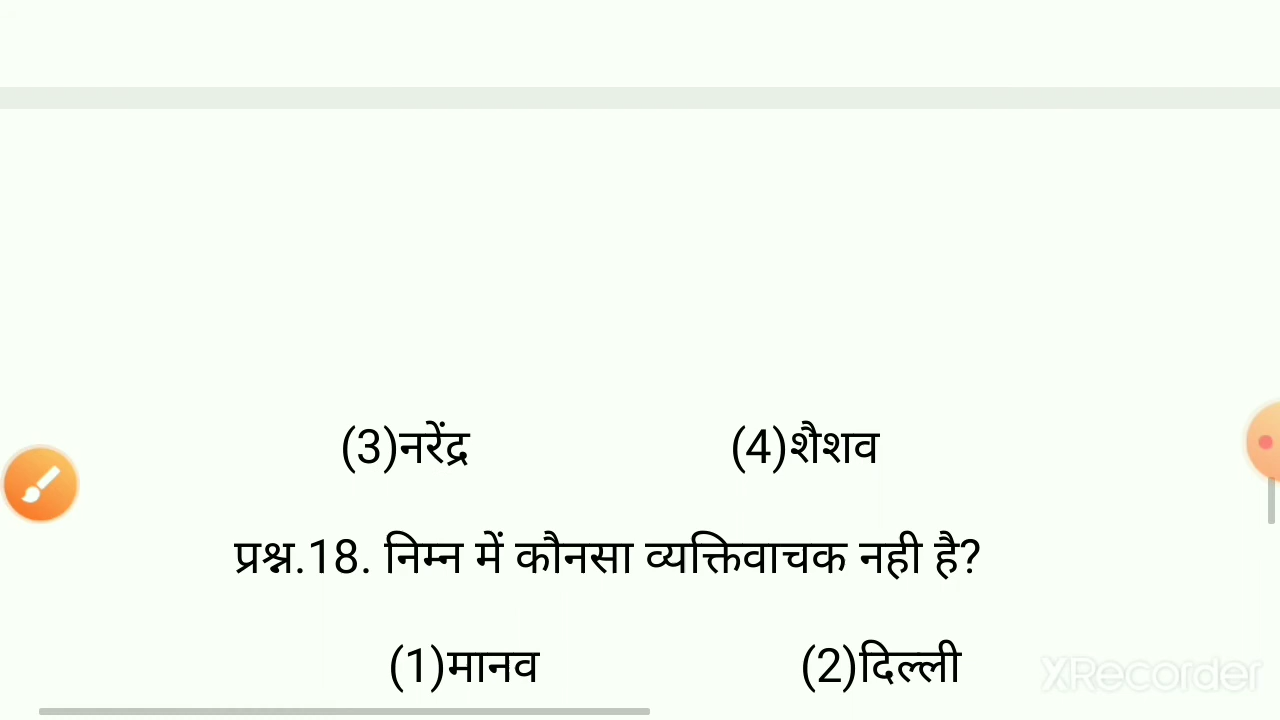 (3)नरेंद्र (4)शैशव
प्रश्न.18. निम्न में कौनसा व्यक्तिवाचक नही है?
(1)मानव (2)दिल्ली
XRecorder